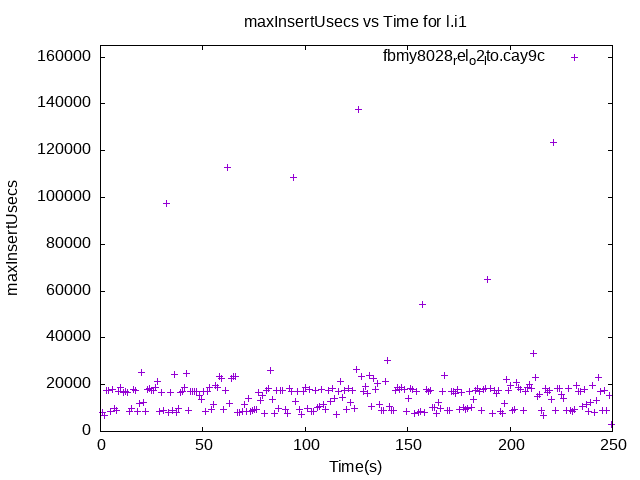 maxInsertUsecs vs Time for l.i1
fbmy8028relo2lto.cay9c
maxInsertUsecs
160000
140000
120000
100000
80000
60000
40000
20000
0
0 50 100 150 200 250
Time(s)